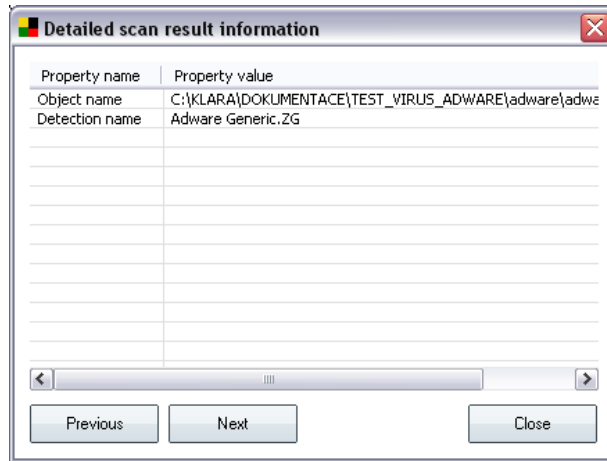 Detailed scan result information
Property name Property value
Object name C:\KLARA\DOKUMENTACE\TEST_VIRUS_ADWARE\adware\adwa
Detection name Adware Generic.ZG
Previous Next Close